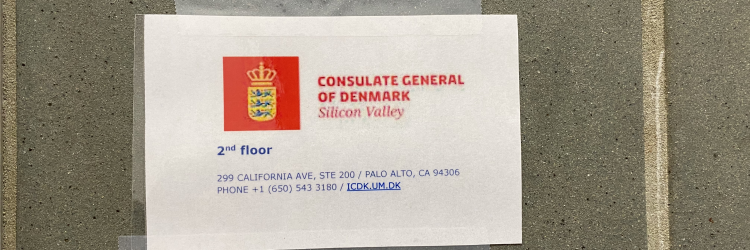 CONSULATE GENERAL
OF DENMARK
Silicon Valley
2nd floor
299 CALIFORNIA AVE, STE 200 / PALO ALTO, CA 94306
PHONE +1 (650) 543 3180 / ICDK.UM.DK